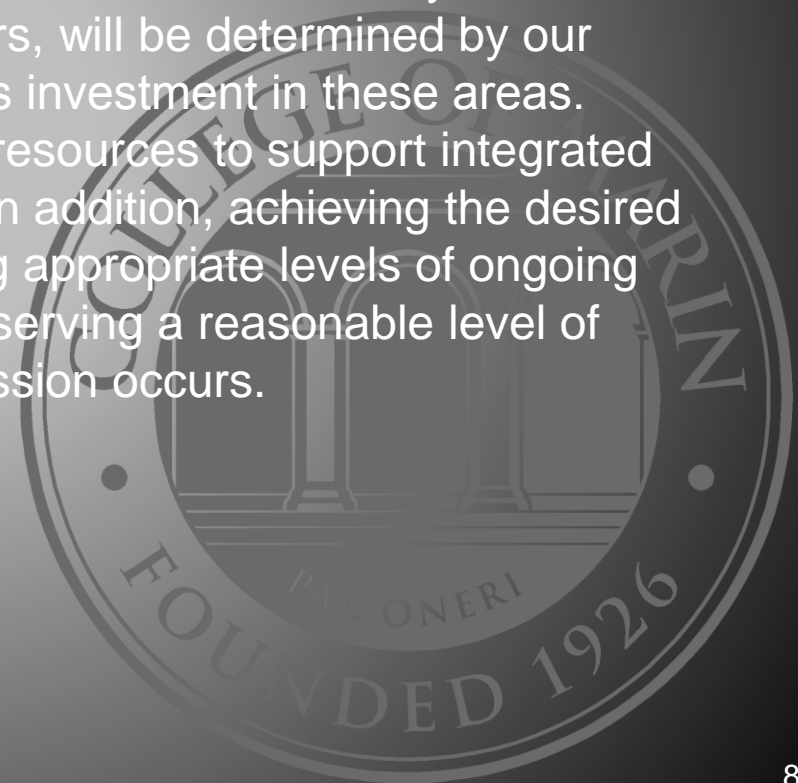 rs, will be determined by our
s investment in these areas.
resources to support integrated
n addition, achieving the desired
g appropriate levels of ongoing
serving a reasonable level of
ssion occurs.
COLLEGE OF MARIN
PAR ONERI
FOUNDED 1926
8